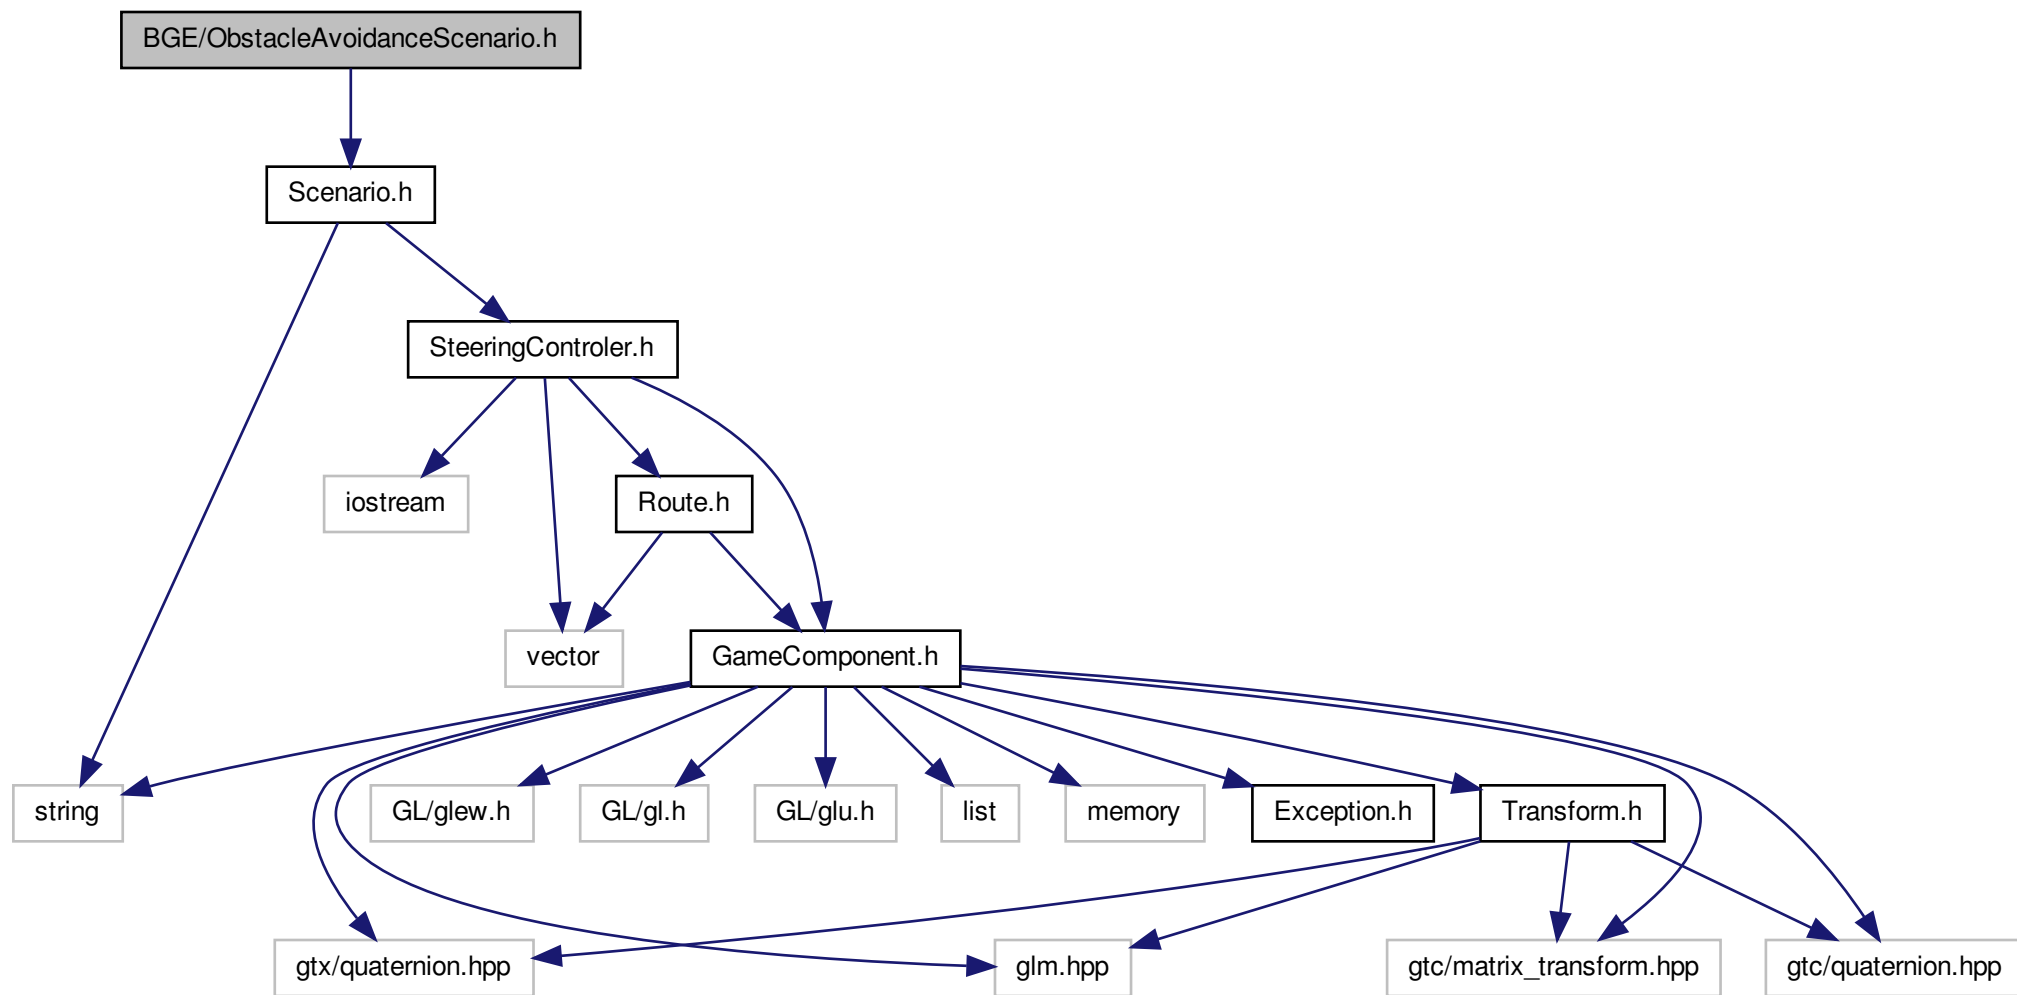 BGE/ObstacleAvoidanceScenario.h
Scenario.h
SteeringControler.h
iostream
Route.h
vector
GameComponent.h
string
GL/glew.h
GL/gl.h
GL/glu.h
list
memory
Exception.h
Transform.h
gtx/quaternion.hpp
glm.hpp
gtc/matrix_transform.hpp
gtc/quaternion.hpp